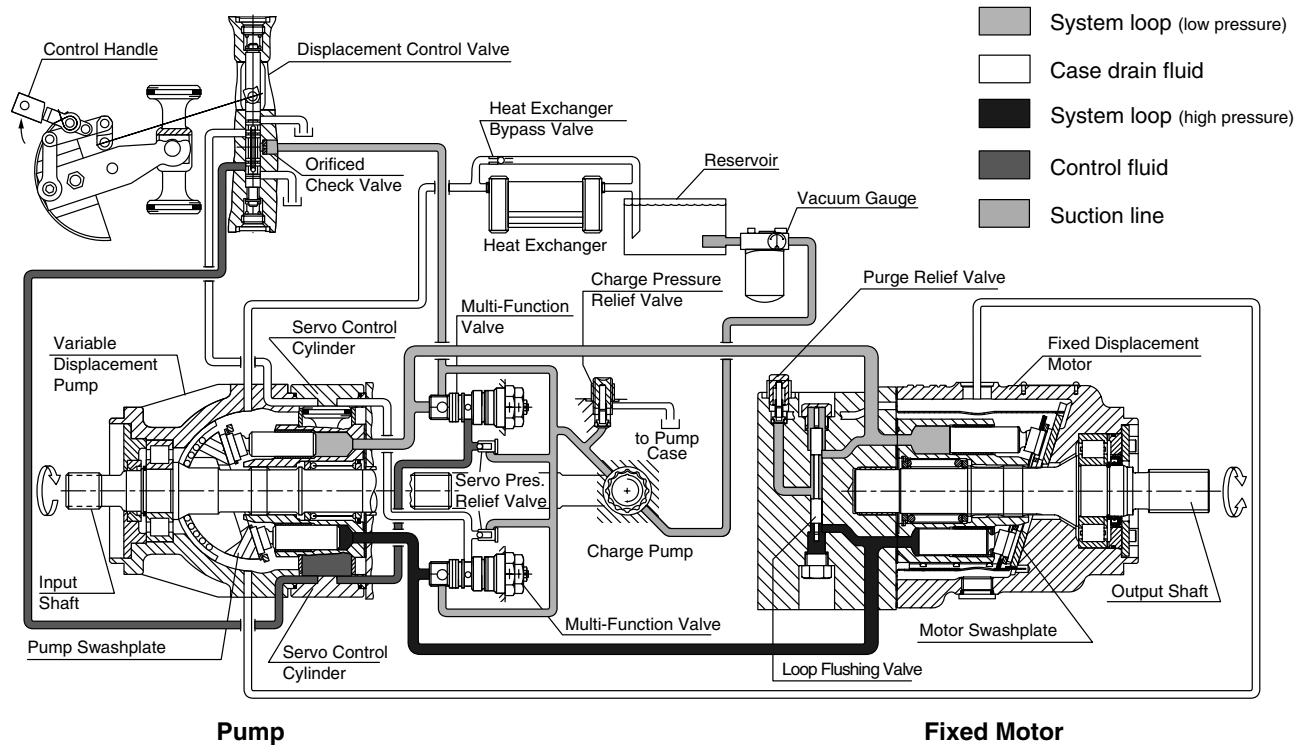 Control Handle
Displacement Control Valve
Orificed
Check Valve
Heat Exchanger
Bypass Valve
Heat Exchanger
Reservoir
Vacuum Gauge
System loop (low pressure)
Case drain fluid
System loop (high pressure)
Control fluid
Suction line
Variable
Displacement
Pump
Servo Control
Cylinder
Multi-Function
Valve
Charge Pressure
Relief Valve
Purge Relief Valve
Fixed Displacement
Motor
to Pump
Case
Servo Pres.
Relief Valve
Charge Pump
Input
Shaft
Pump Swashplate
Servo Control
Cylinder
Multi-Function Valve
Loop Flushing Valve
Motor Swashplate
Output Shaft
Pump
Fixed Motor